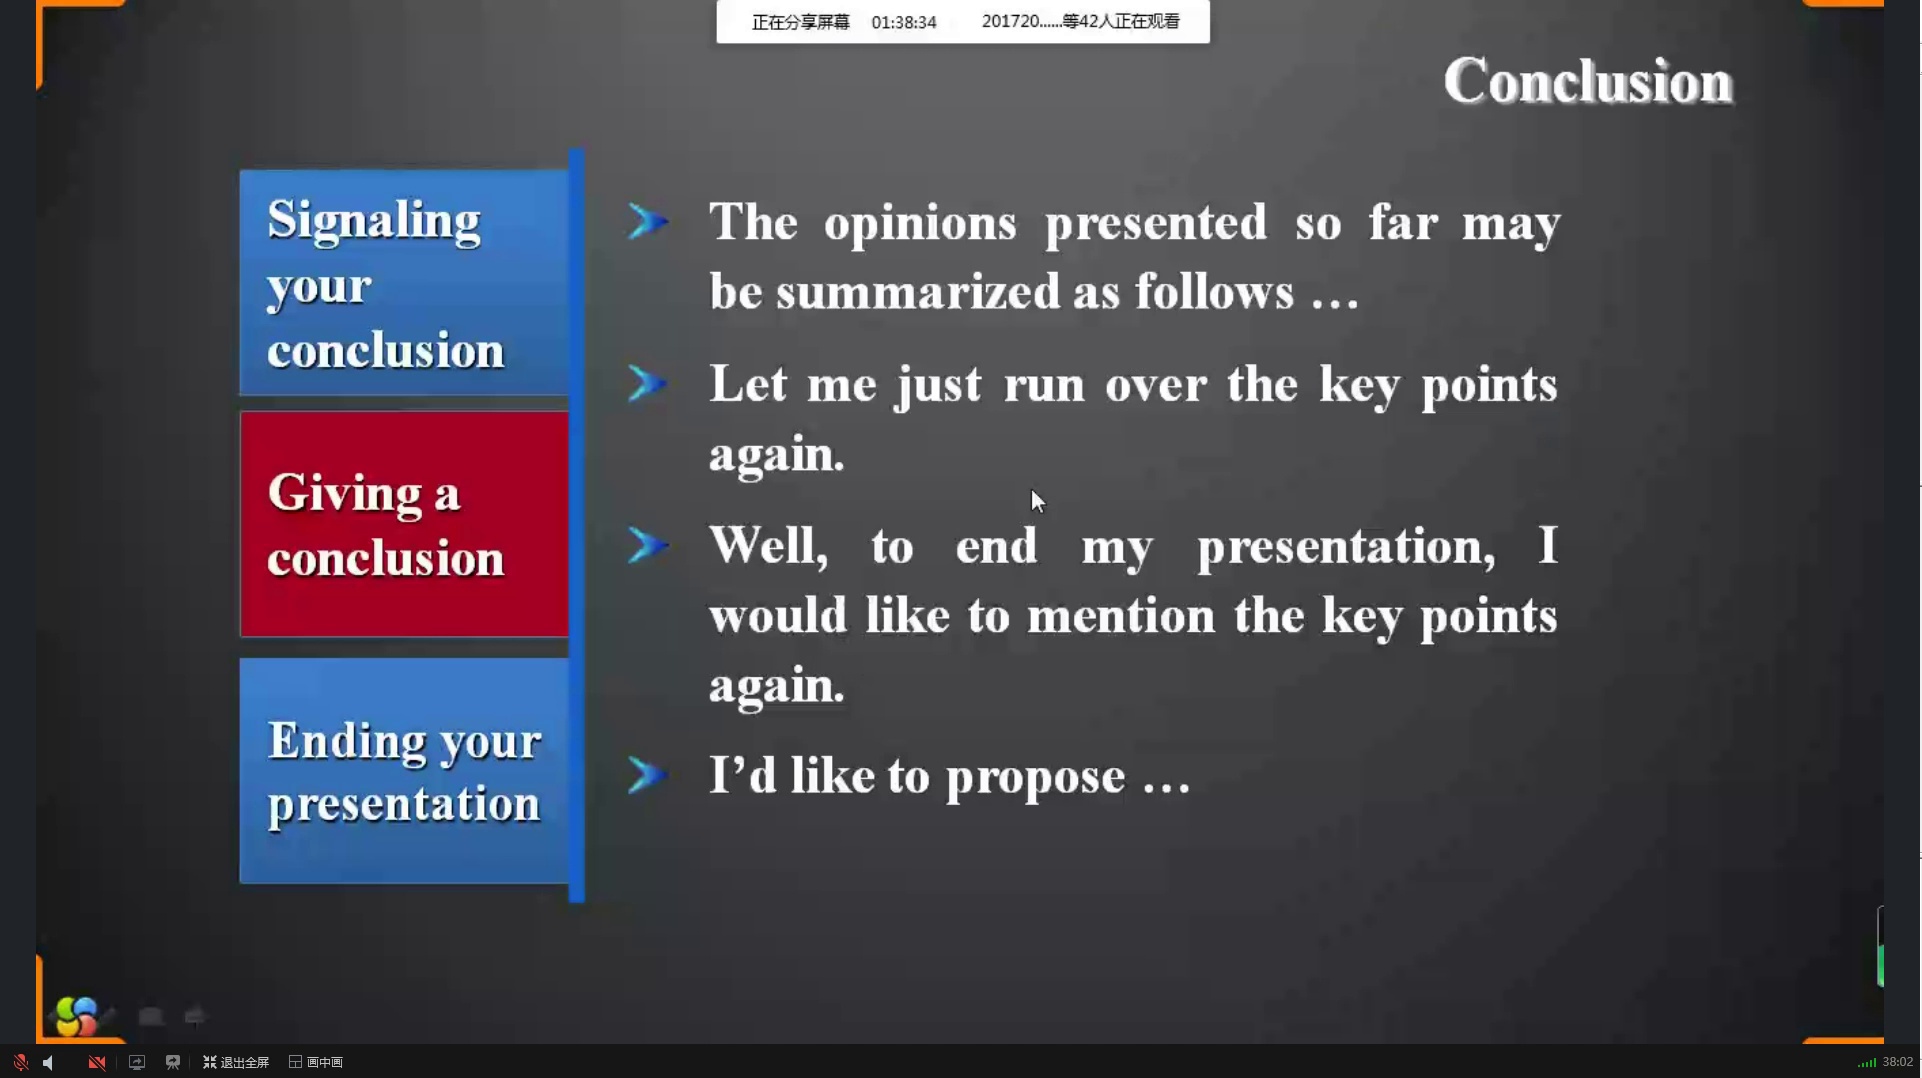 正在分享屏幕 01:38:34 201720......等42人正在观看
Conclusion
Signaling
your
conclusion
Giving a
conclusion
Ending your
presentation
The opinions presented so far may
be summarized as follows …
Let me just run over the key points
again.
Well, to end my presentation, I
would like to mention the key points
again.
I’d like to propose …
退出全屏 画中画 38:02